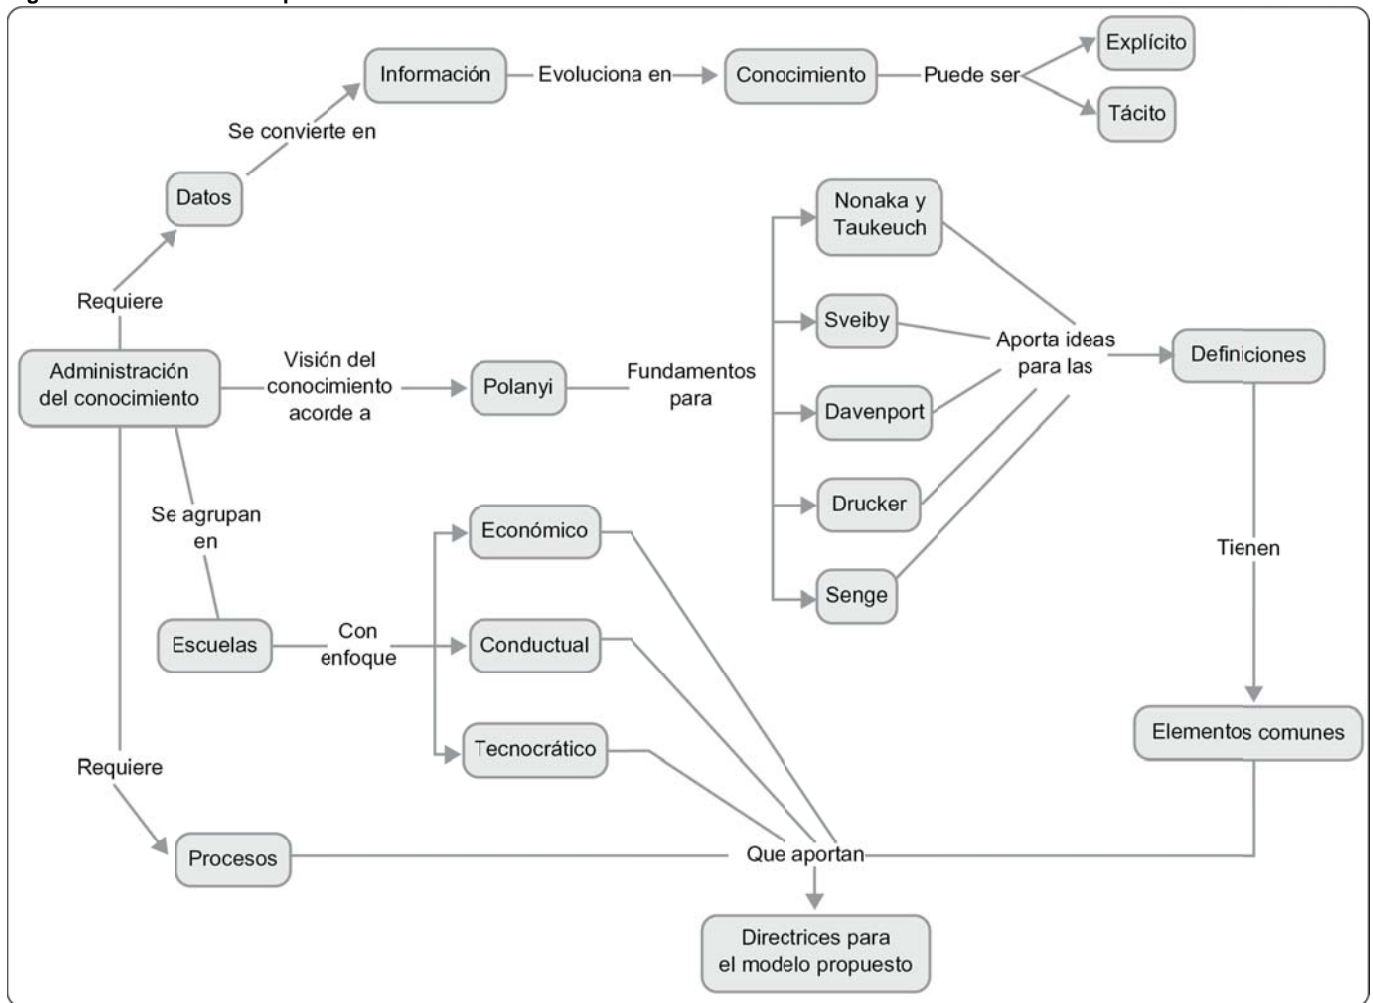 Explícito
Información
Evoluciona en
Conocimiento
Puede ser
Tácito
Se convierte en
Datos
Nonaka y
Taukeuch
Requiere
Sveiby
Aporta ideas
para las
Definiciones
Administración
del conocimiento
Visión del
conocimiento
acorde a
Polanyi
Fundamentos
para
Davenport
Drucker
Se agrupan
en
Económico
Tienen
Senge
Escuelas
Con
enfoque
Conductual
Tecnocrático
Elementos comunes
Requiere
Procesos
Que aportan
Directrices para
el modelo propuesto